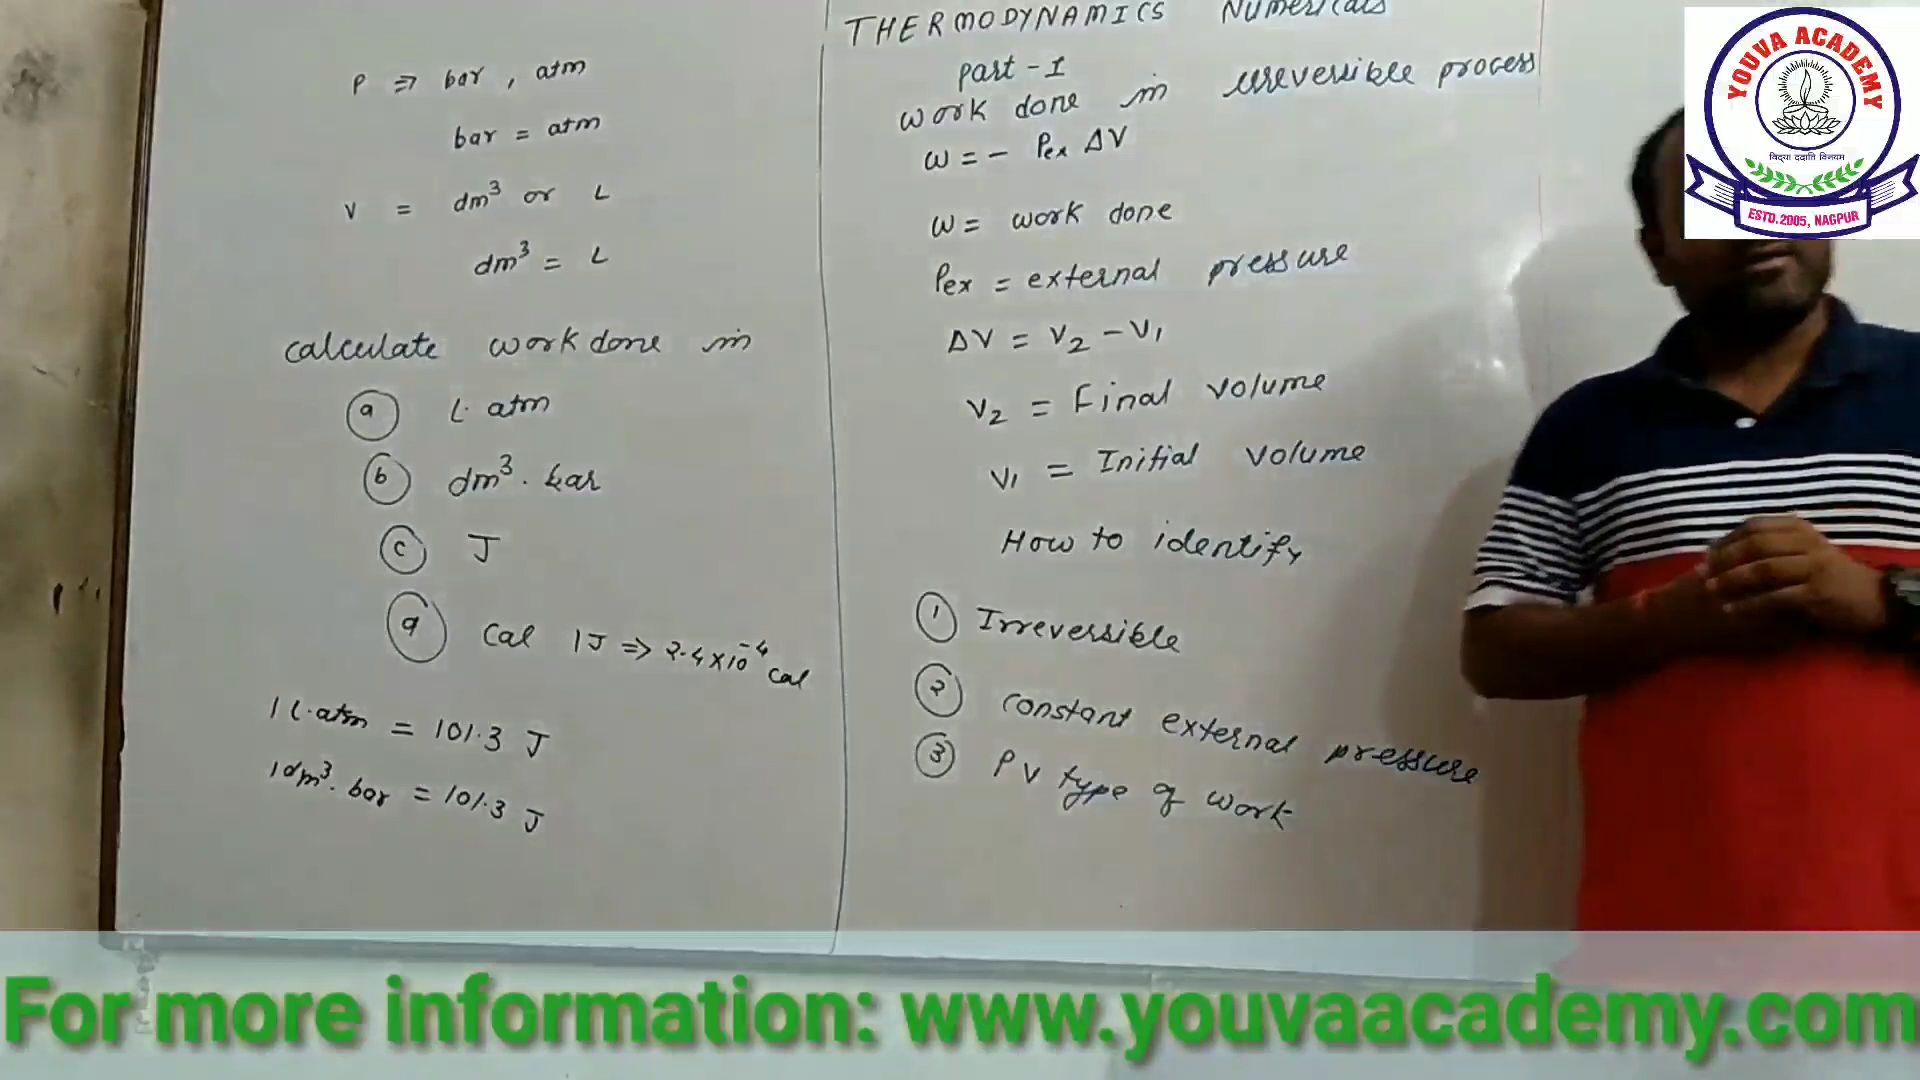 P ⇒ bar, atm
bar = atm
V = dm³ or L
dm³ = L
calculate workdone in
a L.atm
b dm³.bar
c J
q Cal 1J ⇒ 2.4×10⁻⁴ cal
1 L.atm = 101.3 J
1dm³.bar = 101.3 J
THERMODYNAMICS Numericals
part-I
work done in irreversible process
W = - Pex ΔV
W = work done
Pex = external pressure
ΔV = V₂ - V₁
V₂ = Final volume
V₁ = Initial volume
How to identify
1 Irreversible
2 constant external pressure
3 PV type of work
YOUVA ACADEMY
विद्या ददाति विनयम
ESTD.2005, NAGPUR
For more information: www.youvaacademy.com